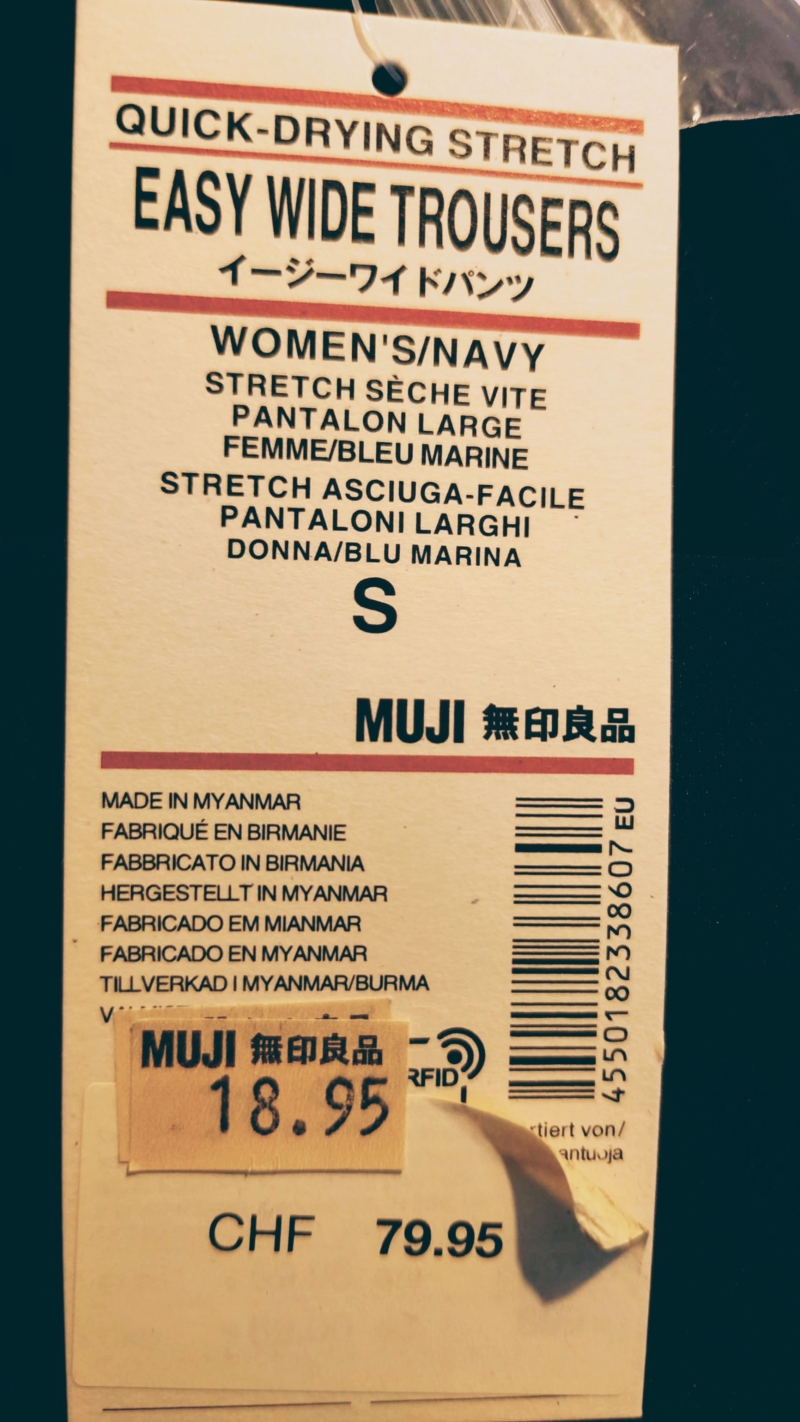 QUICK-DRYING STRETCH
EASY WIDE TROUSERS
イージーワイドパンツ
WOMEN'S/NAVY
STRETCH SÈCHE VITE
PANTALON LARGE
FEMME/BLEU MARINE
STRETCH ASCIUGA-FACILE
PANTALONI LARGHI
DONNA/BLU MARINA
S
MUJI 無印良品
MADE IN MYANMAR
FABRIQUÉ EN BIRMANIE
FABBRICATO IN BIRMANIA
HERGESTELLT IN MYANMAR
FABRICADO EM MIANMAR
FABRICADO EN MYANMAR
TILLVERKAD I MYANMAR/BURMA
4550182338607 EU
MUJI 無印良品
18.95
RFID
von/
CHF 79.95